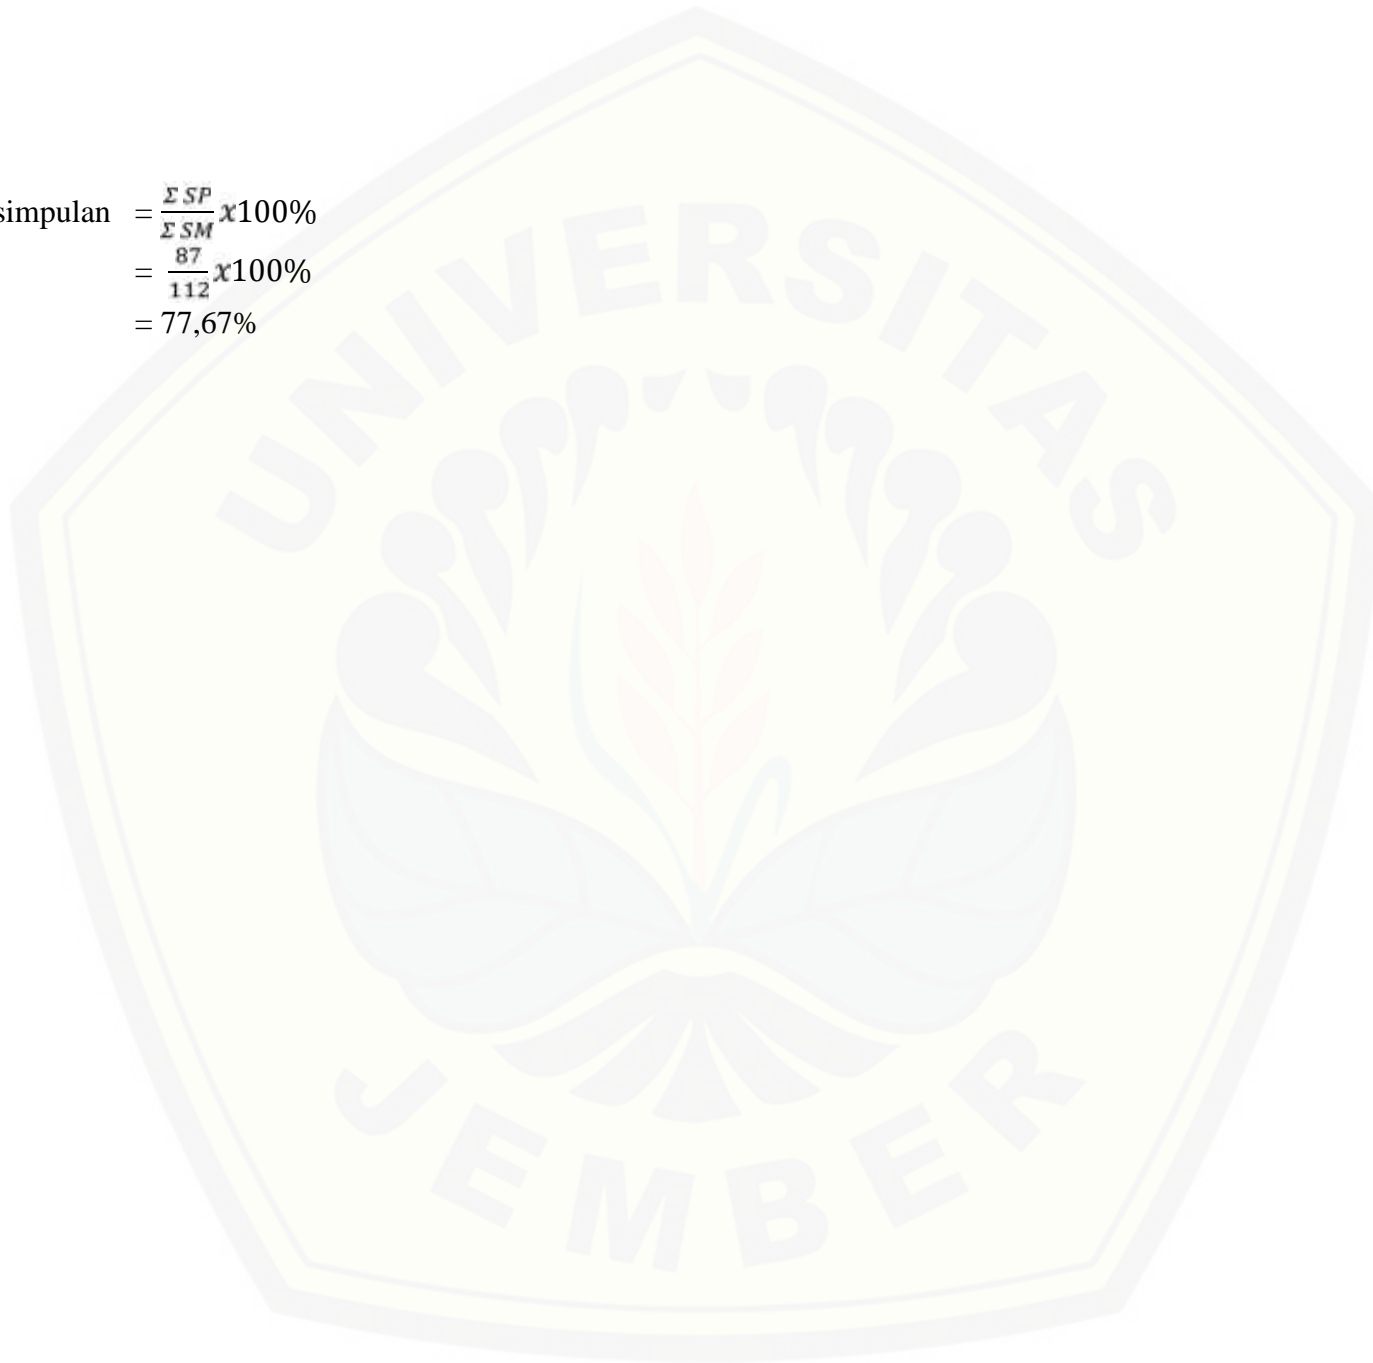 simpulan = Σ SP / Σ SM x100%
= 87 / 112 x100%
= 77,67%
UNIVERSITAS
JEMBER